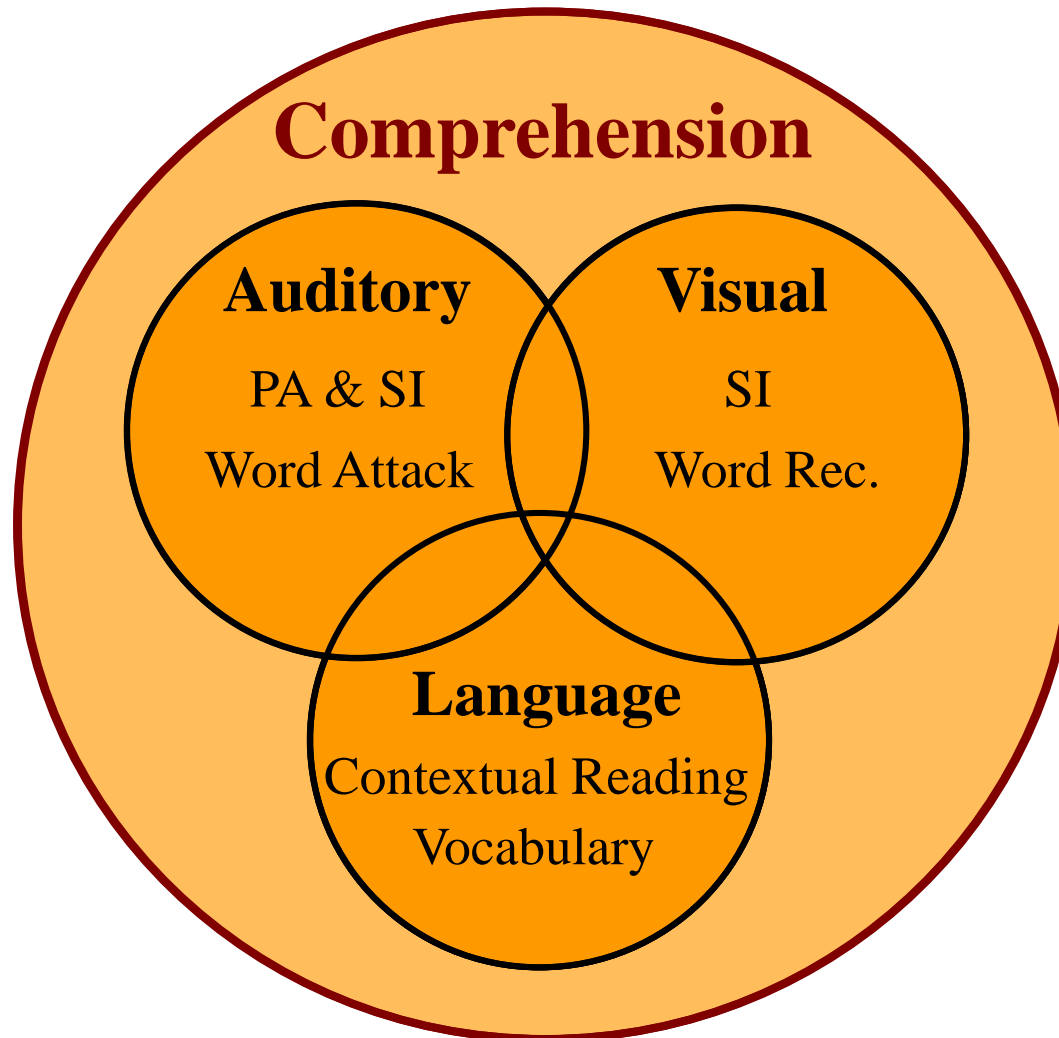 Comprehension
Auditory
PA & SI
Word Attack
Visual
SI
Word Rec.
Language
Contextual Reading
Vocabulary